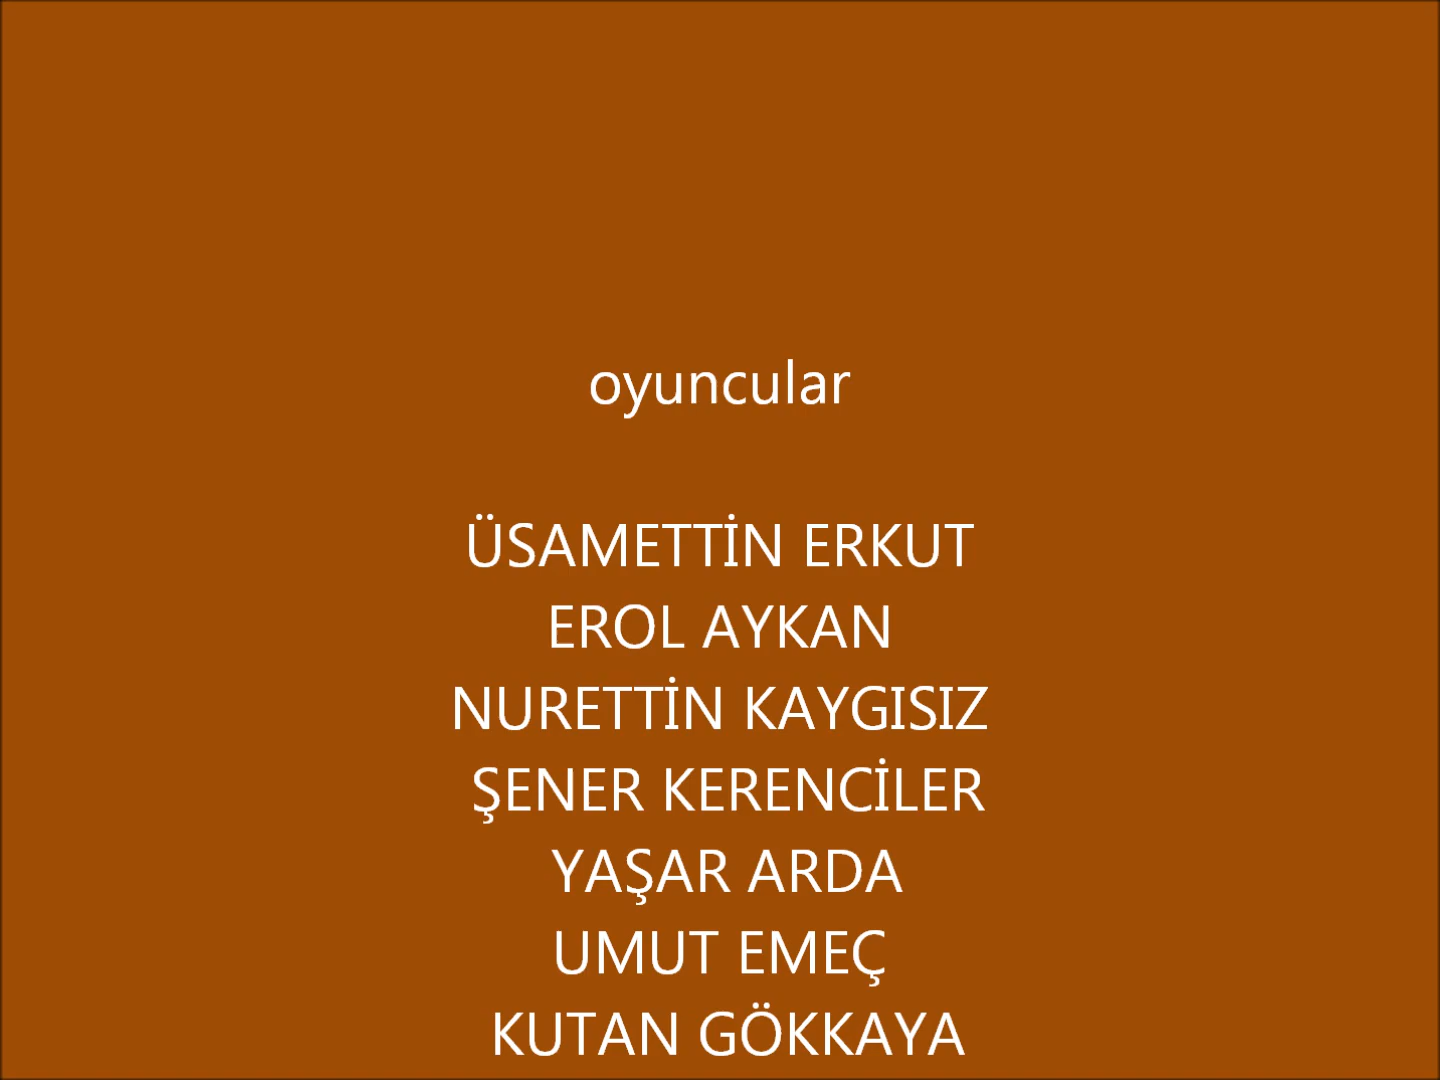 oyuncular
ÜSAMETTİN ERKUT
EROL AYKAN
NURETTİN KAYGISIZ
ŞENER KERENCİLER
YAŞAR ARDA
UMUT EMEÇ
KUTAN GÖKKAYA